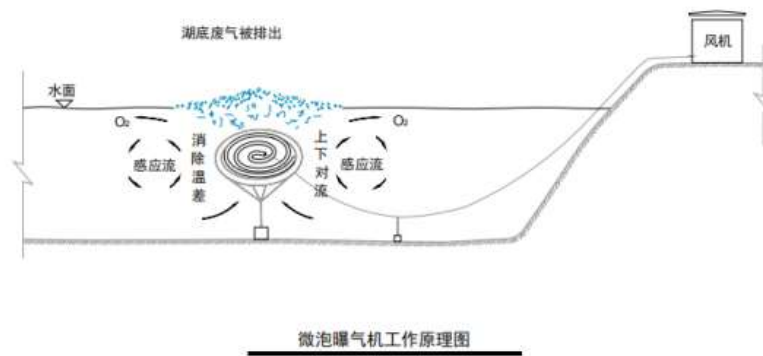 湖底废气被排出
风机
水面
O₂
O₂
消除温差
上下对流
感应流
感应流
微泡曝气机工作原理图